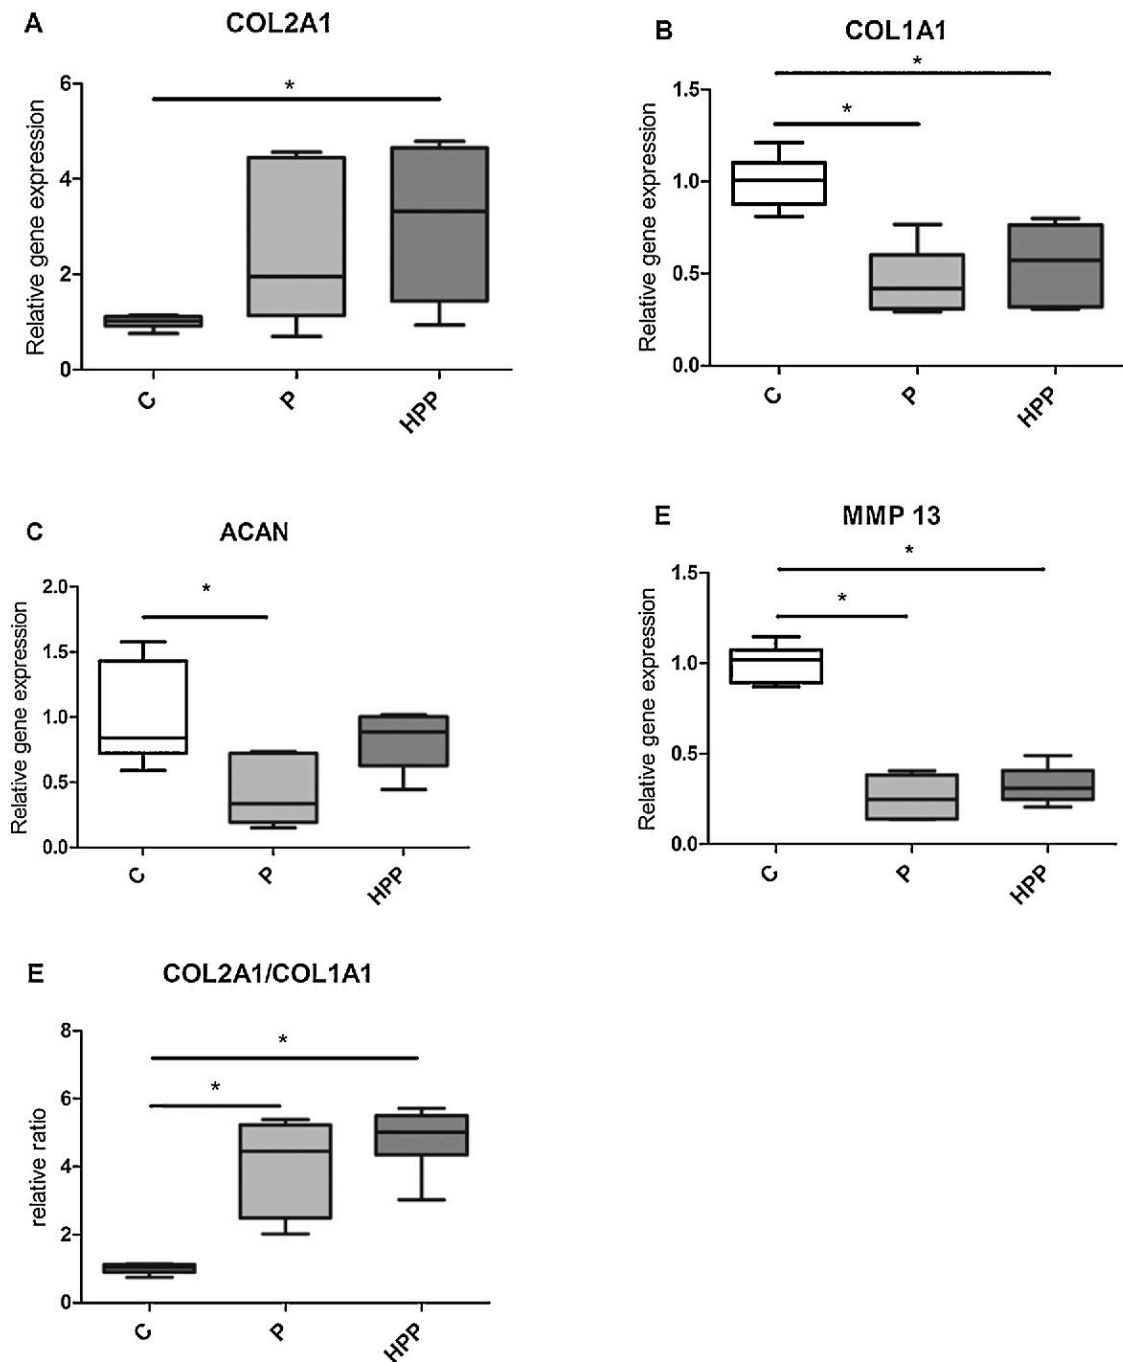 A
COL2A1
Relative gene expression
6
4
2
0
*
C
P
HPP
B
COL1A1
Relative gene expression
1.5
1.0
0.5
0.0
*
*
C
P
HPP
C
ACAN
Relative gene expression
2.0
1.5
1.0
0.5
0.0
*
C
P
HPP
E
MMP 13
Relative gene expression
1.5
1.0
0.5
0.0
*
*
C
P
HPP
E
COL2A1/COL1A1
relative ratio
8
6
4
2
0
*
*
C
P
HPP